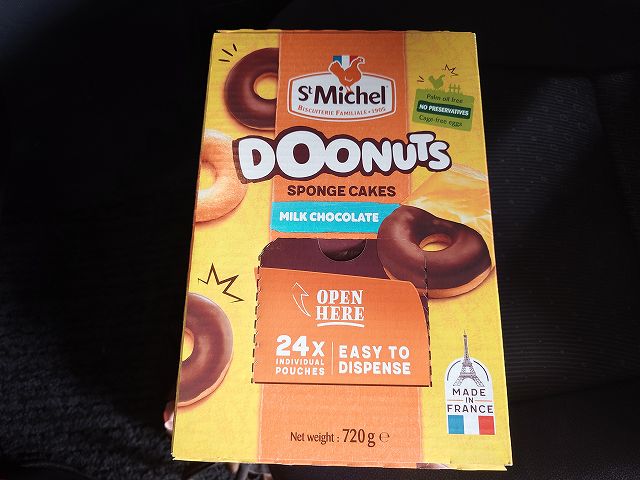 St Michel
BISCUITERIE FAMILIALE • 1905
Palm oil free
NO PRESERVATIVES
Cage-free eggs
DOONUTS
SPONGE CAKES
MILK CHOCOLATE
OPEN
HERE
24x
INDIVIDUAL
POUCHES
EASY TO
DISPENSE
MADE
IN
FRANCE
Net weight : 720 g ℮